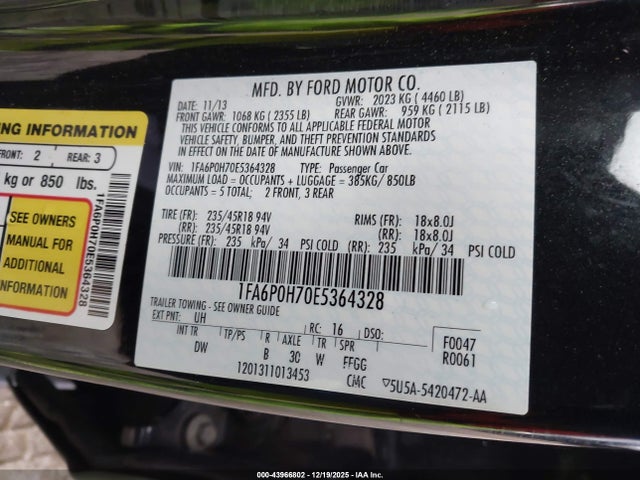 MFD. BY FORD MOTOR CO.
DATE: 11/13 GVWR: 2023 KG ( 4460 LB)
FRONT GAWR: 1068 KG ( 2355 LB) REAR GAWR: 959 KG ( 2115 LB)
THIS VEHICLE CONFORMS TO ALL APPLICABLE FEDERAL MOTOR
VEHICLE SAFETY, BUMPER, AND THEFT PREVENTION STANDARDS
IN EFFECT ON THE DATE OF MANUFACTURE SHOWN ABOVE.
VIN: 1FA6P0H70E5364328 TYPE: Passenger Car
MAXIMUM LOAD = OCCUPANTS + LUGGAGE = 385KG/ 850LB
OCCUPANTS = 5 TOTAL; 2 FRONT, 3 REAR
TIRE (FR): 235/45R18 94V RIMS (FR): 18x8.0J
(RR): 235/45R18 94V (RR): 18x8.0J
PRESSURE (FR): 235 kPa/ 34 PSI COLD (RR): 235 kPa/ 34 PSI COLD
1FA6P0H70E5364328
TRAILER TOWING - SEE OWNER GUIDE
EXT PNT: UH RC: 16 DSO: F0047
R0061
INT TR TP/PS R AXLE TR SPR
DW B 30 W FFGG
1201311013453 CMC ▽5U5A-5420472-AA
NG INFORMATION
FRONT: 2 REAR: 3
kg or 850 lbs.
SEE OWNERS
MANUAL FOR
ADDITIONAL
INFORMATION
1FA6P0H70E5364328
00-43966802 - 12/19/2025 - IAA Inc.